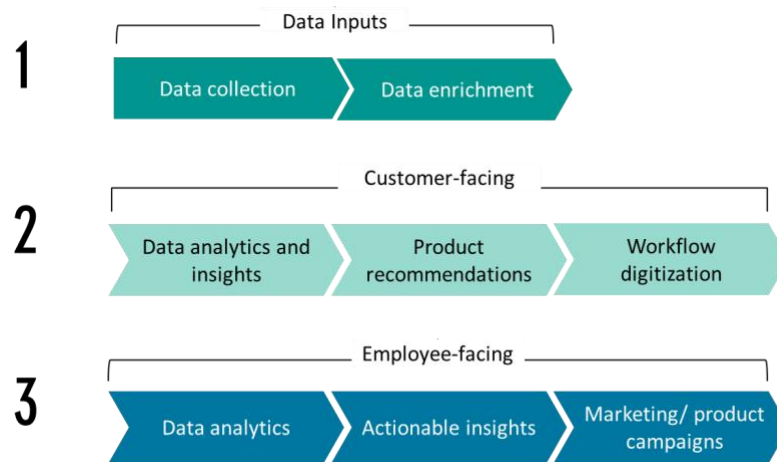 Data Inputs
1
Data collection
Data enrichment
Customer-facing
2
Data analytics and
insights
Product
recommendations
Workflow
digitization
Employee-facing
3
Data analytics
Actionable insights
Marketing/ product
campaigns